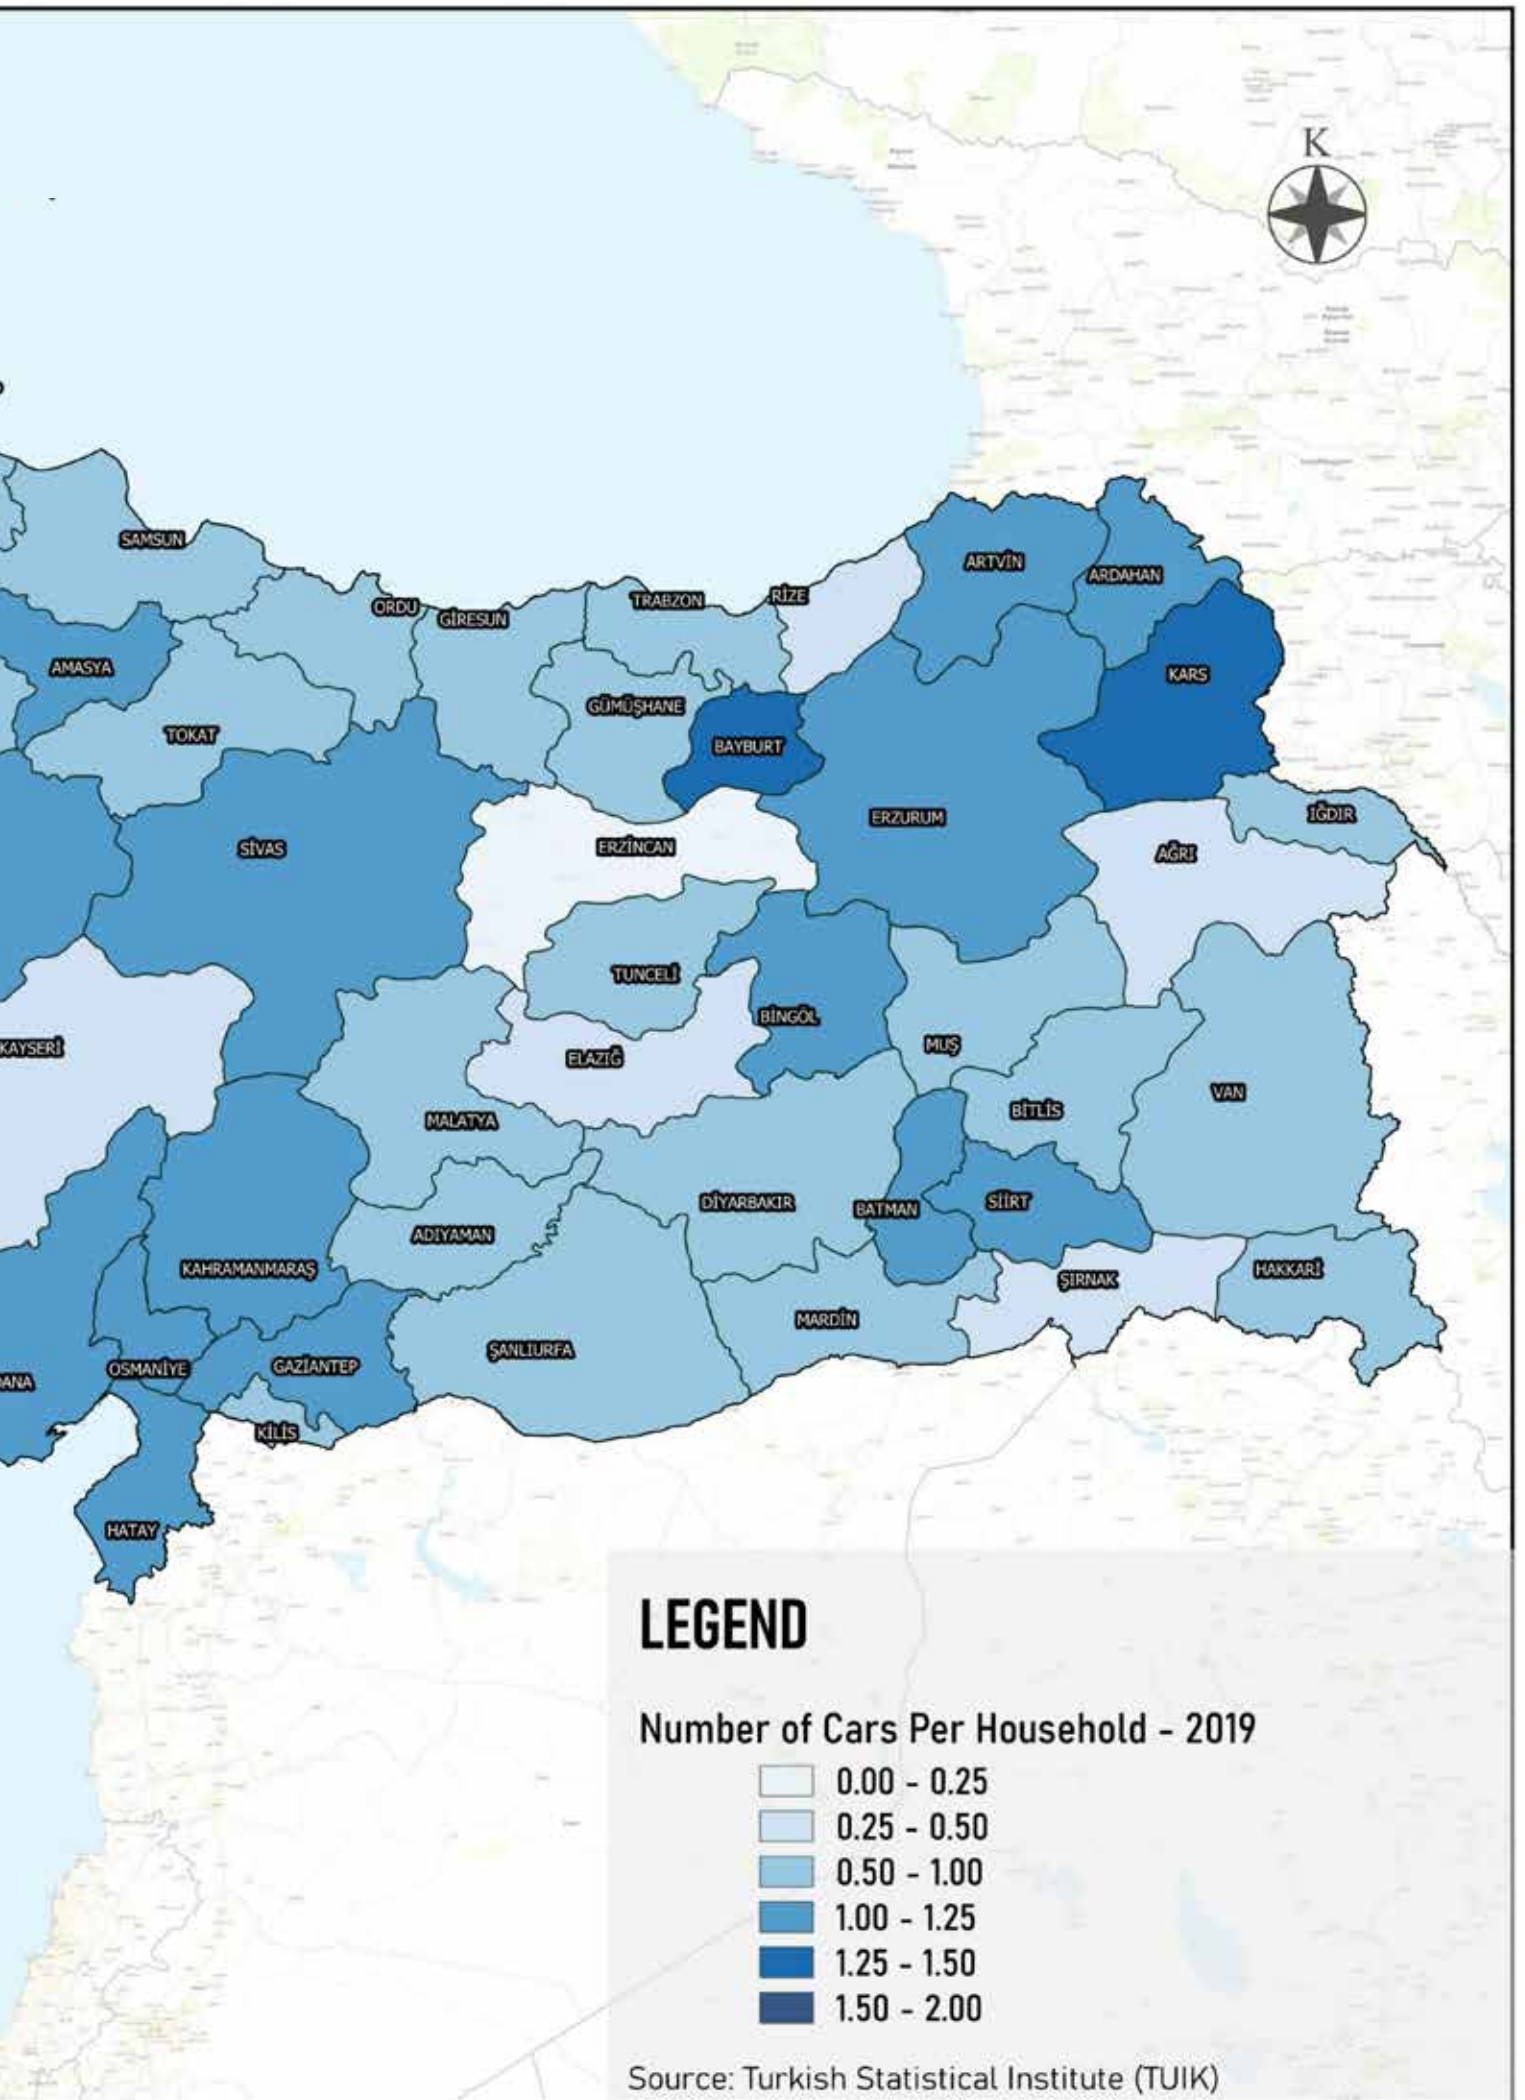 K
SAMSUN
ORDU
GİRESUN
TRABZON
RİZE
ARTVİN
ARDAHAN
AMASYA
TOKAT
GÜMÜŞHANE
BAYBURT
KARS
SİVAS
ERZİNCAN
ERZURUM
IĞDIR
AĞRI
TUNCELİ
BİNGÖL
KAYSERİ
ELAZIĞ
MUŞ
VAN
MALATYA
BİTLİS
DİYARBAKIR
BATMAN
SİİRT
ADIYAMAN
KAHRAMANMARAŞ
ŞIRNAK
HAKKARİ
MARDİN
ŞANLIURFA
ANA
OSMANİYE
GAZİANTEP
KİLİS
HATAY
LEGEND
Number of Cars Per Household - 2019
0.00 - 0.25
0.25 - 0.50
0.50 - 1.00
1.00 - 1.25
1.25 - 1.50
1.50 - 2.00
Source: Turkish Statistical Institute (TUIK)